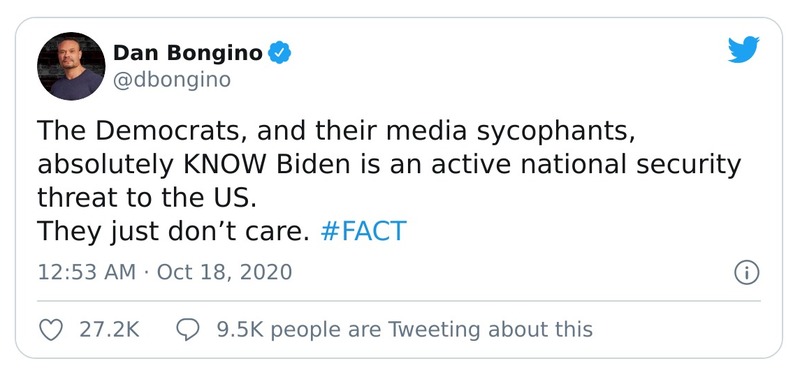 Dan Bongino
@dbongino
The Democrats, and their media sycophants,
absolutely KNOW Biden is an active national security
threat to the US.
They just don’t care. #FACT
12:53 AM · Oct 18, 2020
27.2K 9.5K people are Tweeting about this